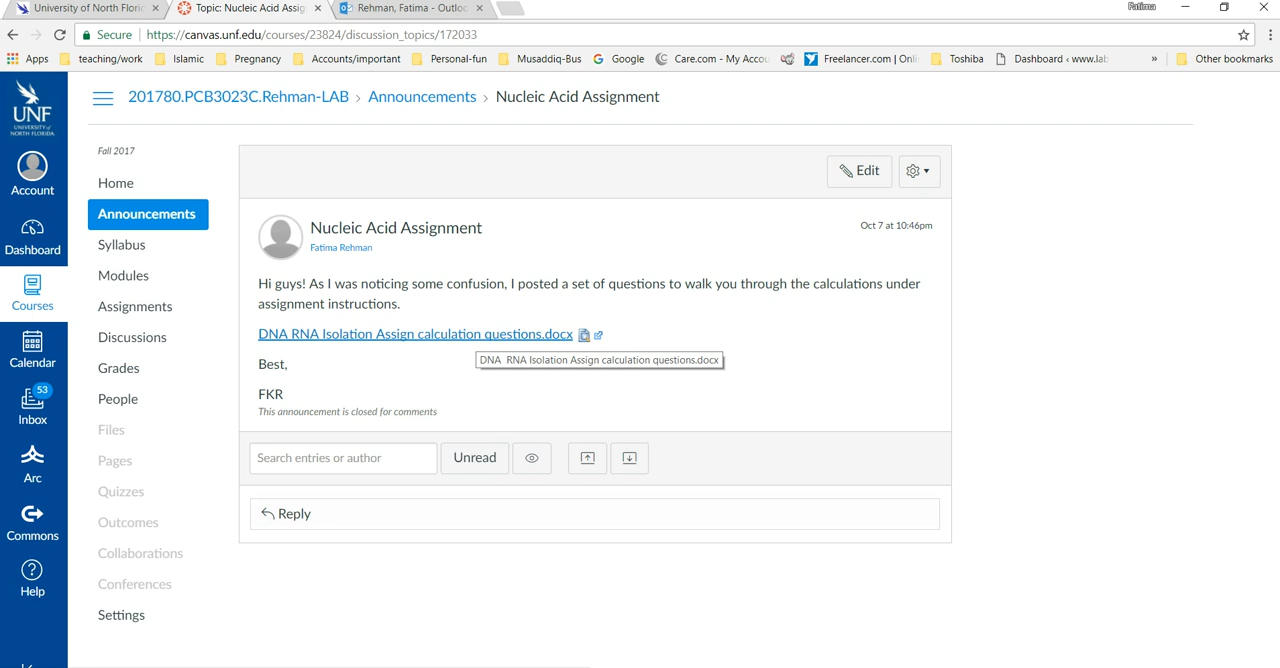 University of North Flori
Topic: Nucleic Acid Assig
Rehman, Fatima - Outloo
Fatima
Secure
https://canvas.unf.edu/courses/23824/discussion_topics/172033
Apps
teaching/work
Islamic
Pregnancy
Accounts/important
Personal-fun
Musaddiq-Bus
Google
Care.com - My Accou
Freelancer.com | Onli
Toshiba
Dashboard ‹ www.lab
»
Other bookmarks
UNF
UNIVERSITY of
NORTH FLORIDA
Account
Dashboard
Courses
Calendar
53
Inbox
Arc
Commons
Help
201780.PCB3023C.Rehman-LAB › Announcements › Nucleic Acid Assignment
Fall 2017
Home
Announcements
Syllabus
Modules
Assignments
Discussions
Grades
People
Files
Pages
Quizzes
Outcomes
Collaborations
Conferences
Settings
Edit
Nucleic Acid Assignment
Oct 7 at 10:46pm
Fatima Rehman
Hi guys! As I was noticing some confusion, I posted a set of questions to walk you through the calculations under
assignment instructions.
DNA RNA Isolation Assign calculation questions.docx
DNA RNA Isolation Assign calculation questions.docx
Best,
FKR
This announcement is closed for comments
Search entries or author
Unread
Reply